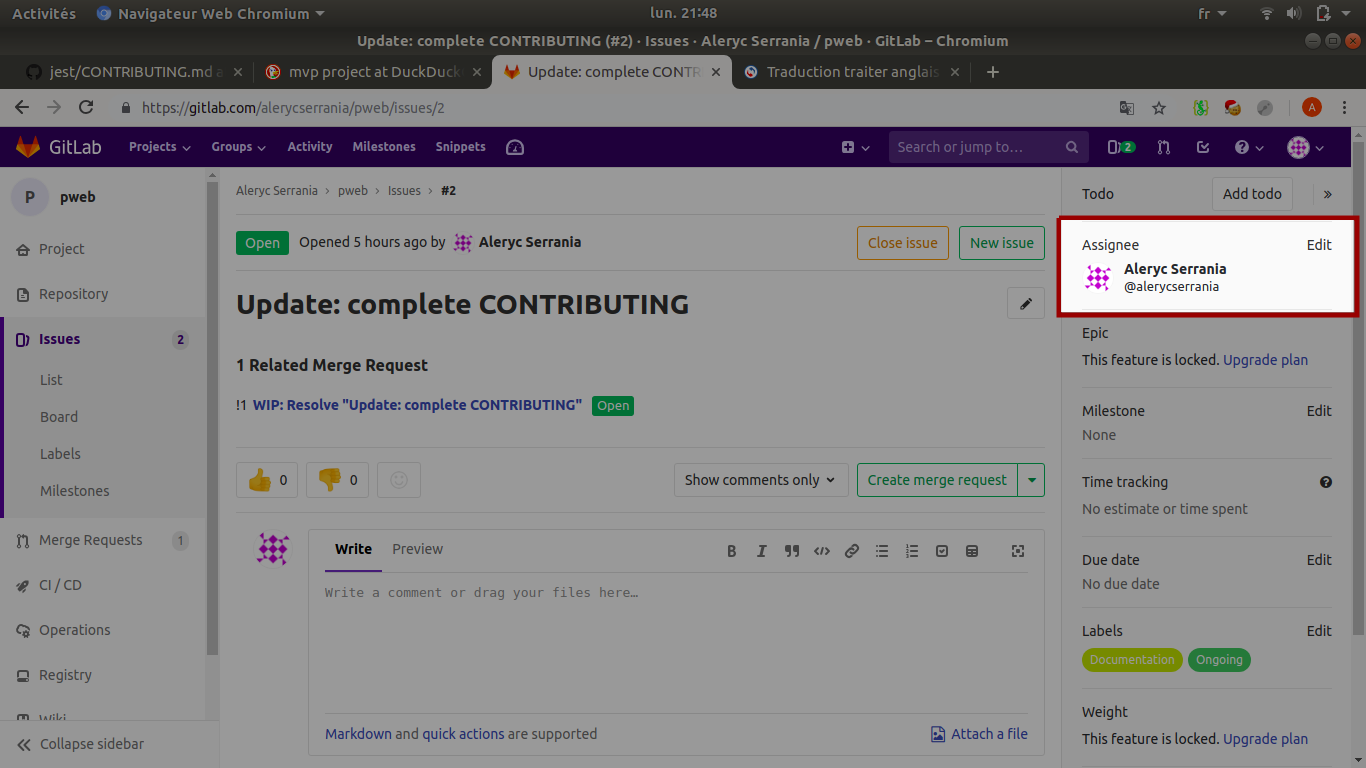 Activités
Navigateur Web Chromium
lun. 21:48
fr
Update: complete CONTRIBUTING (#2) · Issues · Aleryc Serrania / pweb · GitLab – Chromium
jest/CONTRIBUTING.md a
mvp project at DuckDuck
Update: complete CONTR
Traduction traiter anglais
https://gitlab.com/alerycserrania/pweb/issues/2
A
GitLab
Projects
Groups
Activity
Milestones
Snippets
Search or jump to…
2
P
pweb
Aleryc Serrania › pweb › Issues › #2
Todo
Add todo
Open
Opened 5 hours ago by Aleryc Serrania
Close issue
New issue
Assignee
Edit
Aleryc Serrania
@alerycserrania
Project
Repository
Issues
2
List
Board
Labels
Milestones
Merge Requests
1
CI / CD
Operations
Registry
Wiki
Collapse sidebar
Update: complete CONTRIBUTING
1 Related Merge Request
!1 WIP: Resolve "Update: complete CONTRIBUTING"
Open
0
0
Show comments only
Create merge request
Write
Preview
Write a comment or drag your files here…
Markdown and quick actions are supported
Attach a file
Epic
This feature is locked. Upgrade plan
Milestone
Edit
None
Time tracking
No estimate or time spent
Due date
Edit
No due date
Labels
Edit
Documentation
Ongoing
Weight
This feature is locked. Upgrade plan